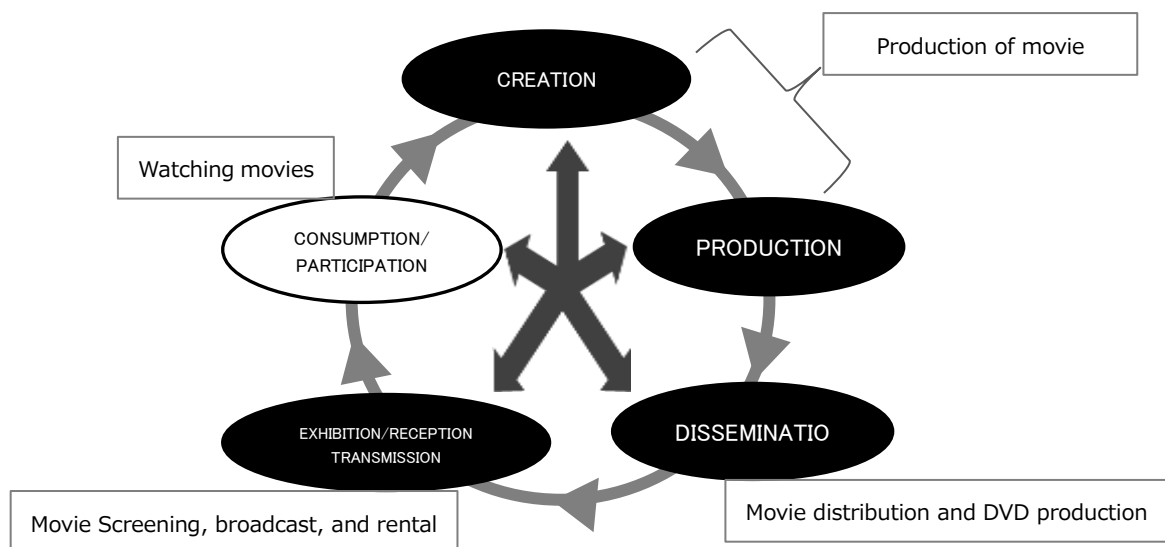 Production of movie
CREATION
Watching movies
CONSUMPTION/
PARTICIPATION
PRODUCTION
EXHIBITION/RECEPTION
TRANSMISSION
DISSEMINATIO
Movie Screening, broadcast, and rental
Movie distribution and DVD production